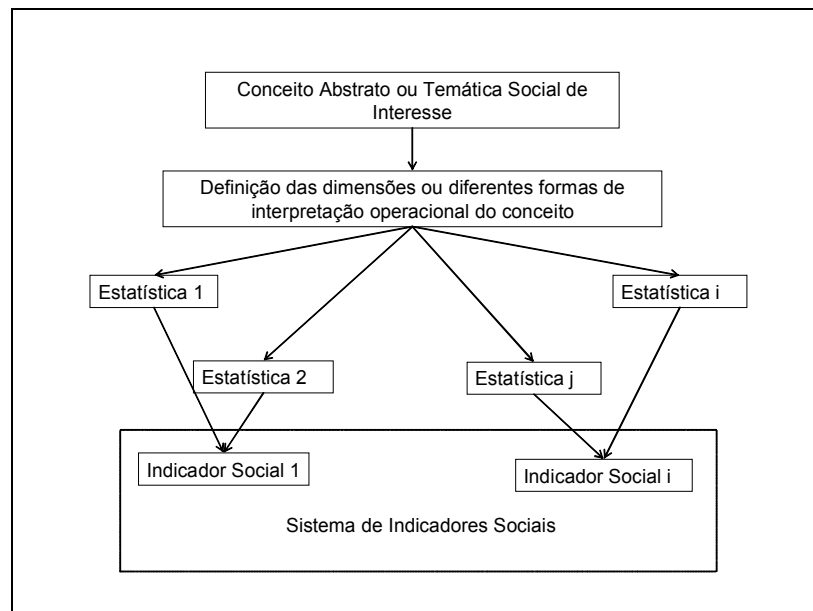 Conceito Abstrato ou Temática Social de
Interesse
Definição das dimensões ou diferentes formas de
interpretação operacional do conceito
Estatística 1
Estatística i
Estatística 2
Estatística j
Indicador Social 1
Indicador Social i
Sistema de Indicadores Sociais